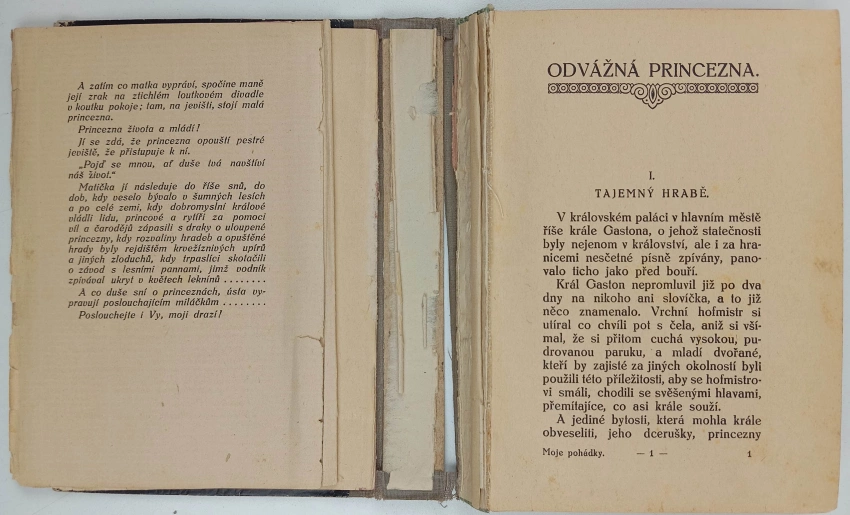 A zatím co matka vypráví, spočine maně
její zrak na ztichlém loutkovém divadle
v koutku pokoje; tam, na jevišti, stojí malá
princezna.
Princezna života a mládí!
Jí se zdá, že princezna opouští pestré
jeviště, že přistupuje k ní.
„Pojď se mnou, ať duše tvá navštíví
náš život.“
Matička jí následuje do říše snů, do
dob, kdy veselo bývalo v šumných lesích
a po celé zemi, kdy dobromyslní králové
vládli lidu, princové a rytíři za pomoci
víl a čarodějů zápasili s draky o uloupené
princezny, kdy rozvaliny hradeb a opuštěné
hrady byly rejdištěm krvežíznivých upírů
a jiných zloduchů, kdy trpaslíci skotačili
o závod s lesními pannami, jimž vodník
zpívával ukryt v květech leknínů ........
A co duše sní o princeznách, ústa vy-
pravují poslouchajícím miláčkům ........
Poslouchejte i Vy, moji drazí!
ODVÁŽNÁ PRINCEZNA.
I.
TAJEMNÝ HRABĚ.
V královském paláci v hlavním městě
říše krále Gastona, o jehož statečnosti
byly nejenom v království, ale i za hra-
nicemi nesčetné písně zpívány, pano-
valo ticho jako před bouří.
Král Gaston nepromluvil již po dva
dny na nikoho ani slovíčka, a to již
něco znamenalo. Vrchní hofmistr si
utíral co chvíli pot s čela, aniž si vší-
mal, že si přitom cuchá vysokou, pu-
drovanou paruku, a mladí dvořané,
kteří by zajisté za jiných okolností byli
použili této příležitosti, aby se hofmistro-
vi smáli, chodili se svěšenými hlavami,
přemítajíce, co asi krále souží.
A jediné bytosti, která mohla krále
obveseliti, jeho dcerušky, princezny
Moje pohádky. — 1 — 1